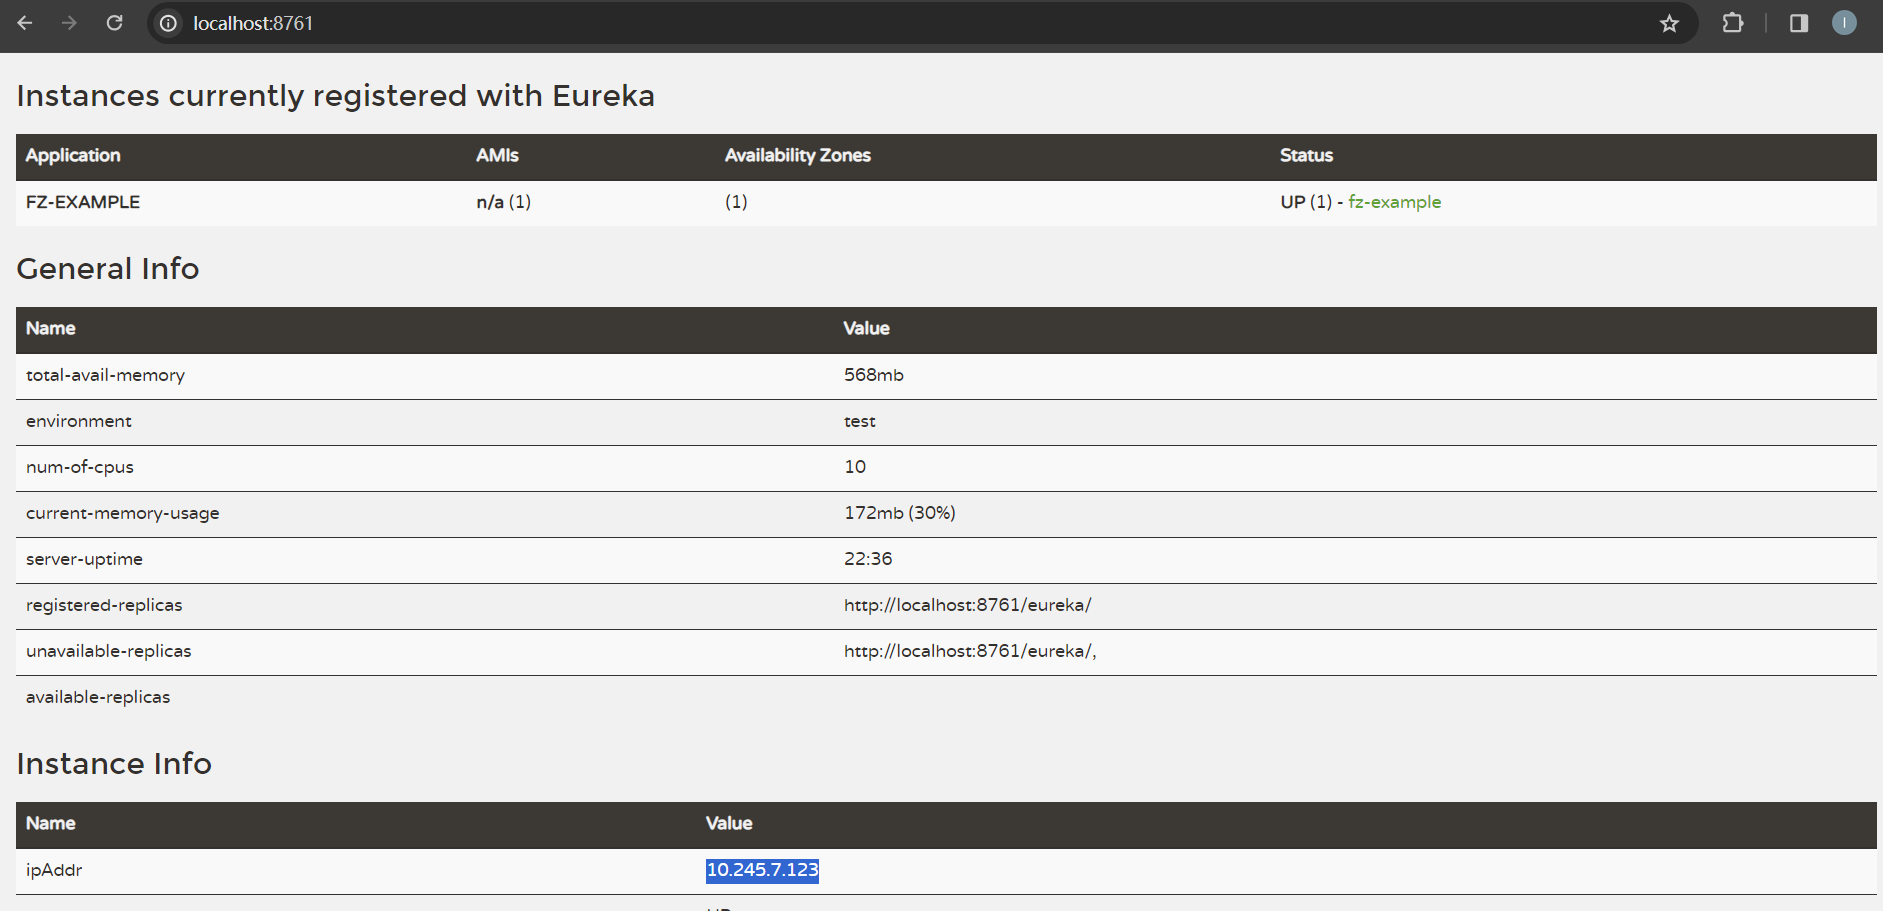 localhost:8761
I
Instances currently registered with Eureka
Application AMIs Availability Zones Status
FZ-EXAMPLE n/a (1) (1) UP (1) - fz-example
General Info
Name Value
total-avail-memory 568mb
environment test
num-of-cpus 10
current-memory-usage 172mb (30%)
server-uptime 22:36
registered-replicas http://localhost:8761/eureka/
unavailable-replicas http://localhost:8761/eureka/,
available-replicas
Instance Info
Name Value
ipAddr 10.245.7.123